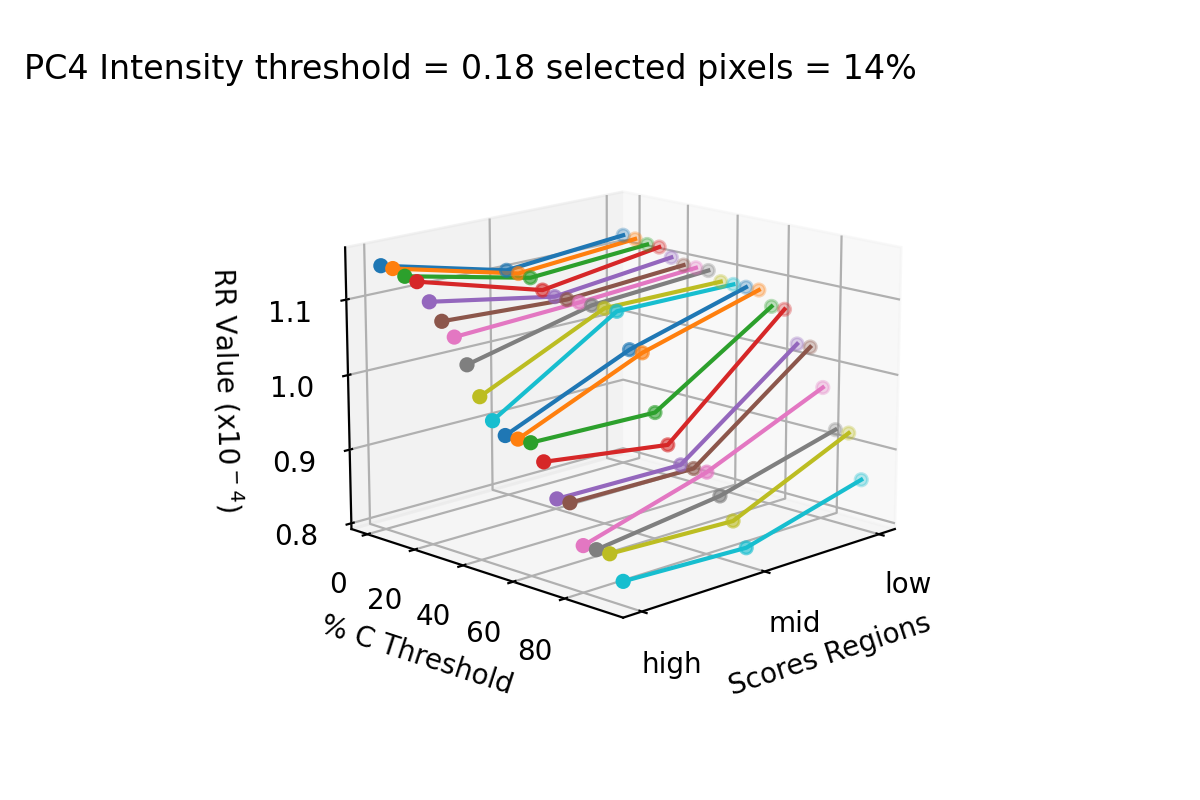 PC4 Intensity threshold = 0.18 selected pixels = 14%
RR Value (x10⁻⁴)
1.1
1.0
0.9
0.8
0
20
40
60
80
% C Threshold
high
mid
low
Scores Regions